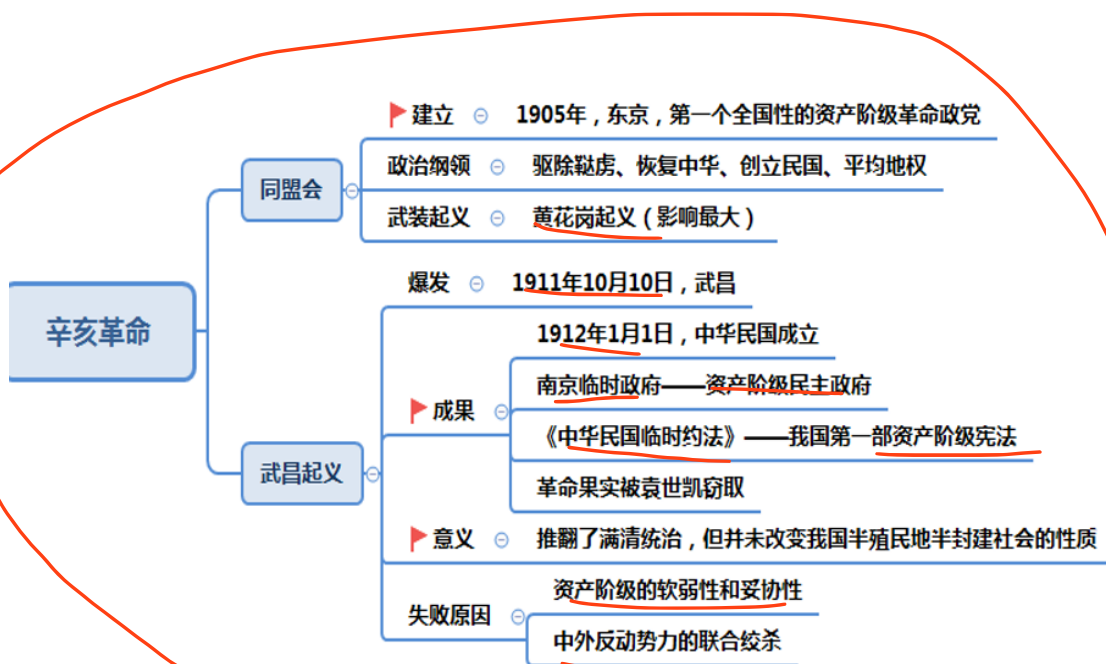 建立 1905年，东京，第一个全国性的资产阶级革命政党
政治纲领 驱除鞑虏、恢复中华、创立民国、平均地权
同盟会
武装起义 黄花岗起义（影响最大）
爆发 1911年10月10日，武昌
辛亥革命
1912年1月1日，中华民国成立
南京临时政府——资产阶级民主政府
成果
《中华民国临时约法》——我国第一部资产阶级宪法
武昌起义
革命果实被袁世凯窃取
意义 推翻了满清统治，但并未改变我国半殖民地半封建社会的性质
资产阶级的软弱性和妥协性
失败原因
中外反动势力的联合绞杀